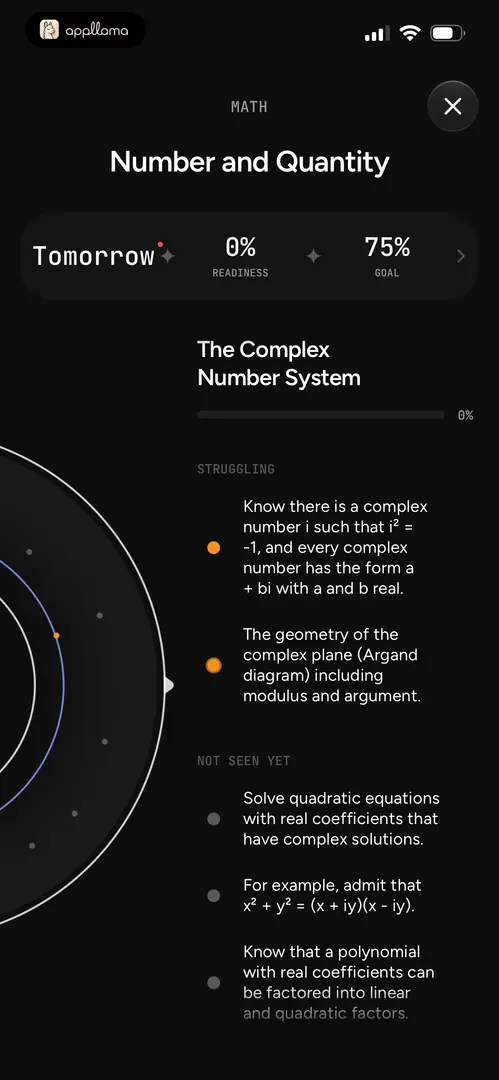 appllama
MATH
Number and Quantity
Tomorrow
0%
READINESS
75%
GOAL
The Complex
Number System
0%
STRUGGLING
Know there is a complex
number i such that i² =
-1, and every complex
number has the form a
+ bi with a and b real.
The geometry of the
complex plane (Argand
diagram) including
modulus and argument.
NOT SEEN YET
Solve quadratic equations
with real coefficients that
have complex solutions.
For example, admit that
x² + y² = (x + iy)(x - iy).
Know that a polynomial
with real coefficients can
be factored into linear
and quadratic factors.